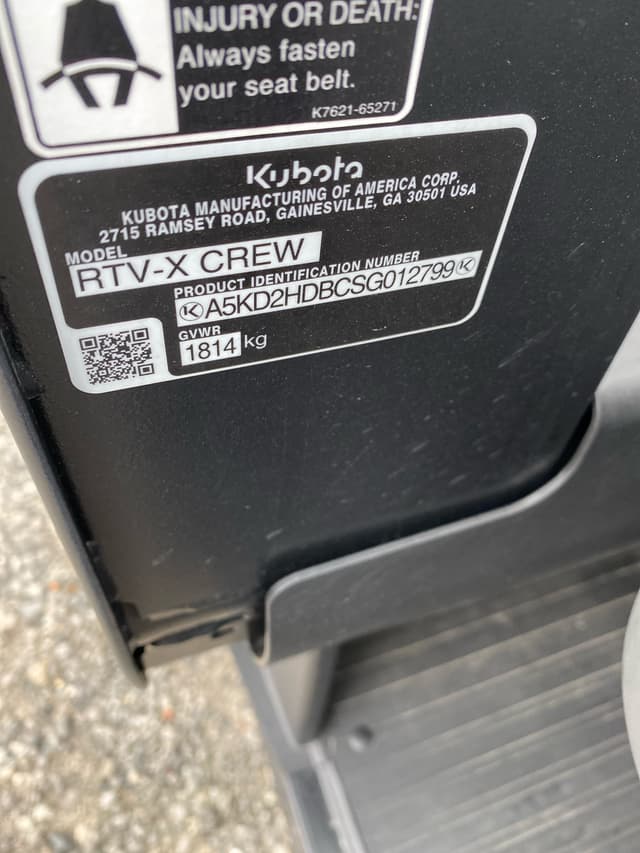 INJURY OR DEATH:
Always fasten
your seat belt.
K7621-65271
Kubota
KUBOTA MANUFACTURING OF AMERICA CORP.
2715 RAMSEY ROAD, GAINESVILLE, GA 30501 USA
MODEL
RTV-X CREW
PRODUCT IDENTIFICATION NUMBER
A5KD2HDBCSG012799
GVWR
1814 kg